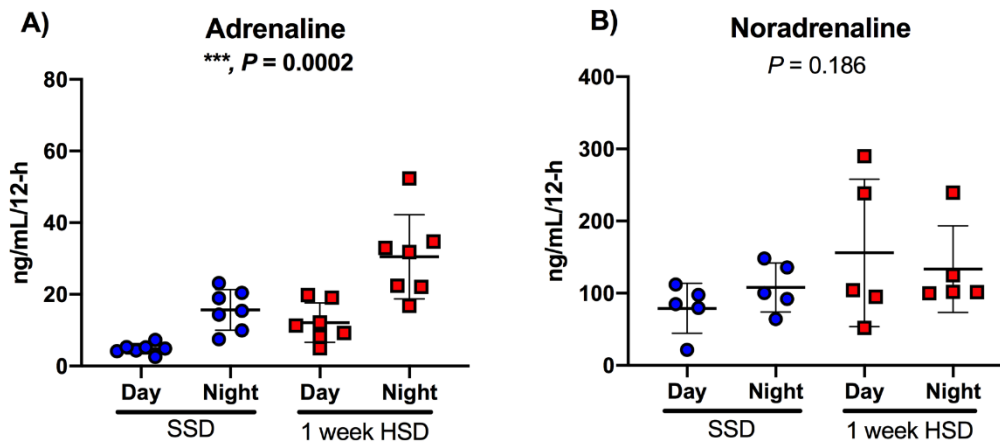 A)
Adrenaline
***, P = 0.0002
ng/mL/12-h
80
60
40
20
0
Day Night Day Night
SSD 1 week HSD
B)
Noradrenaline
P = 0.186
ng/mL/12-h
400
300
200
100
0
Day Night Day Night
SSD 1 week HSD